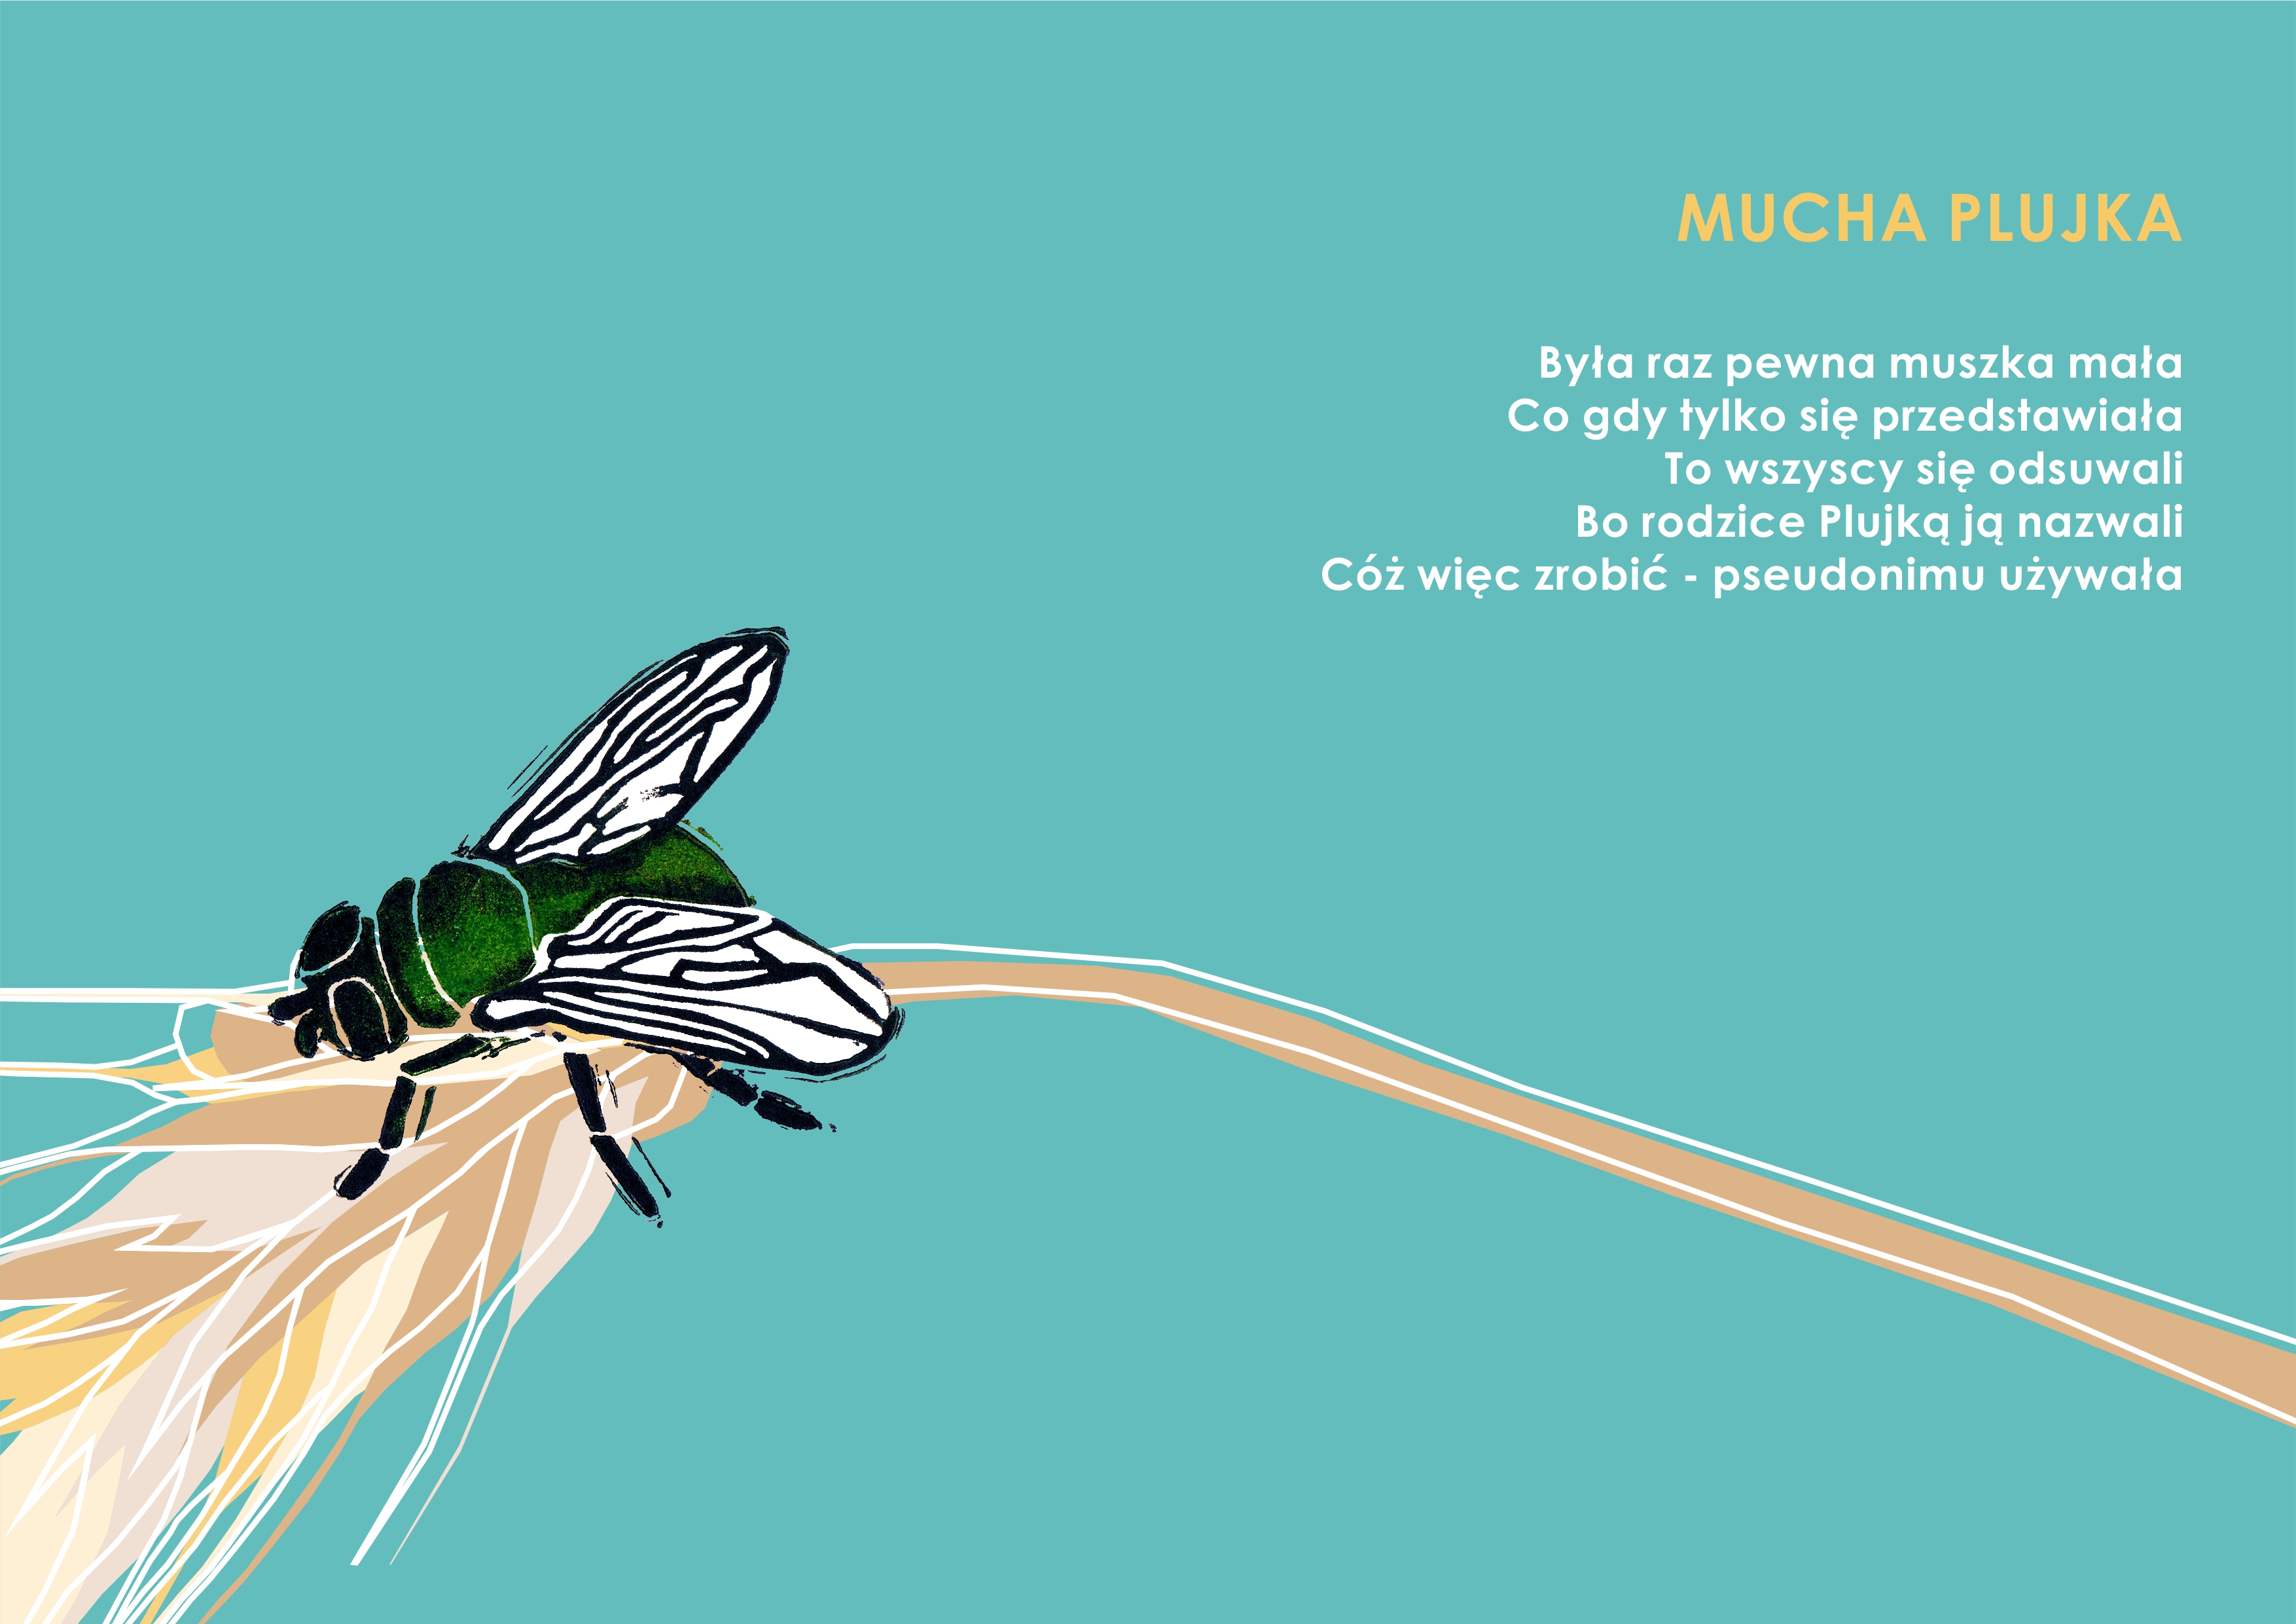 MUCHA PLUJKA
Była raz pewna muszka mała
Co gdy tylko się przedstawiała
To wszyscy się odsuwali
Bo rodzice Plujką ją nazwali
Cóż więc zrobić - pseudonimu używała